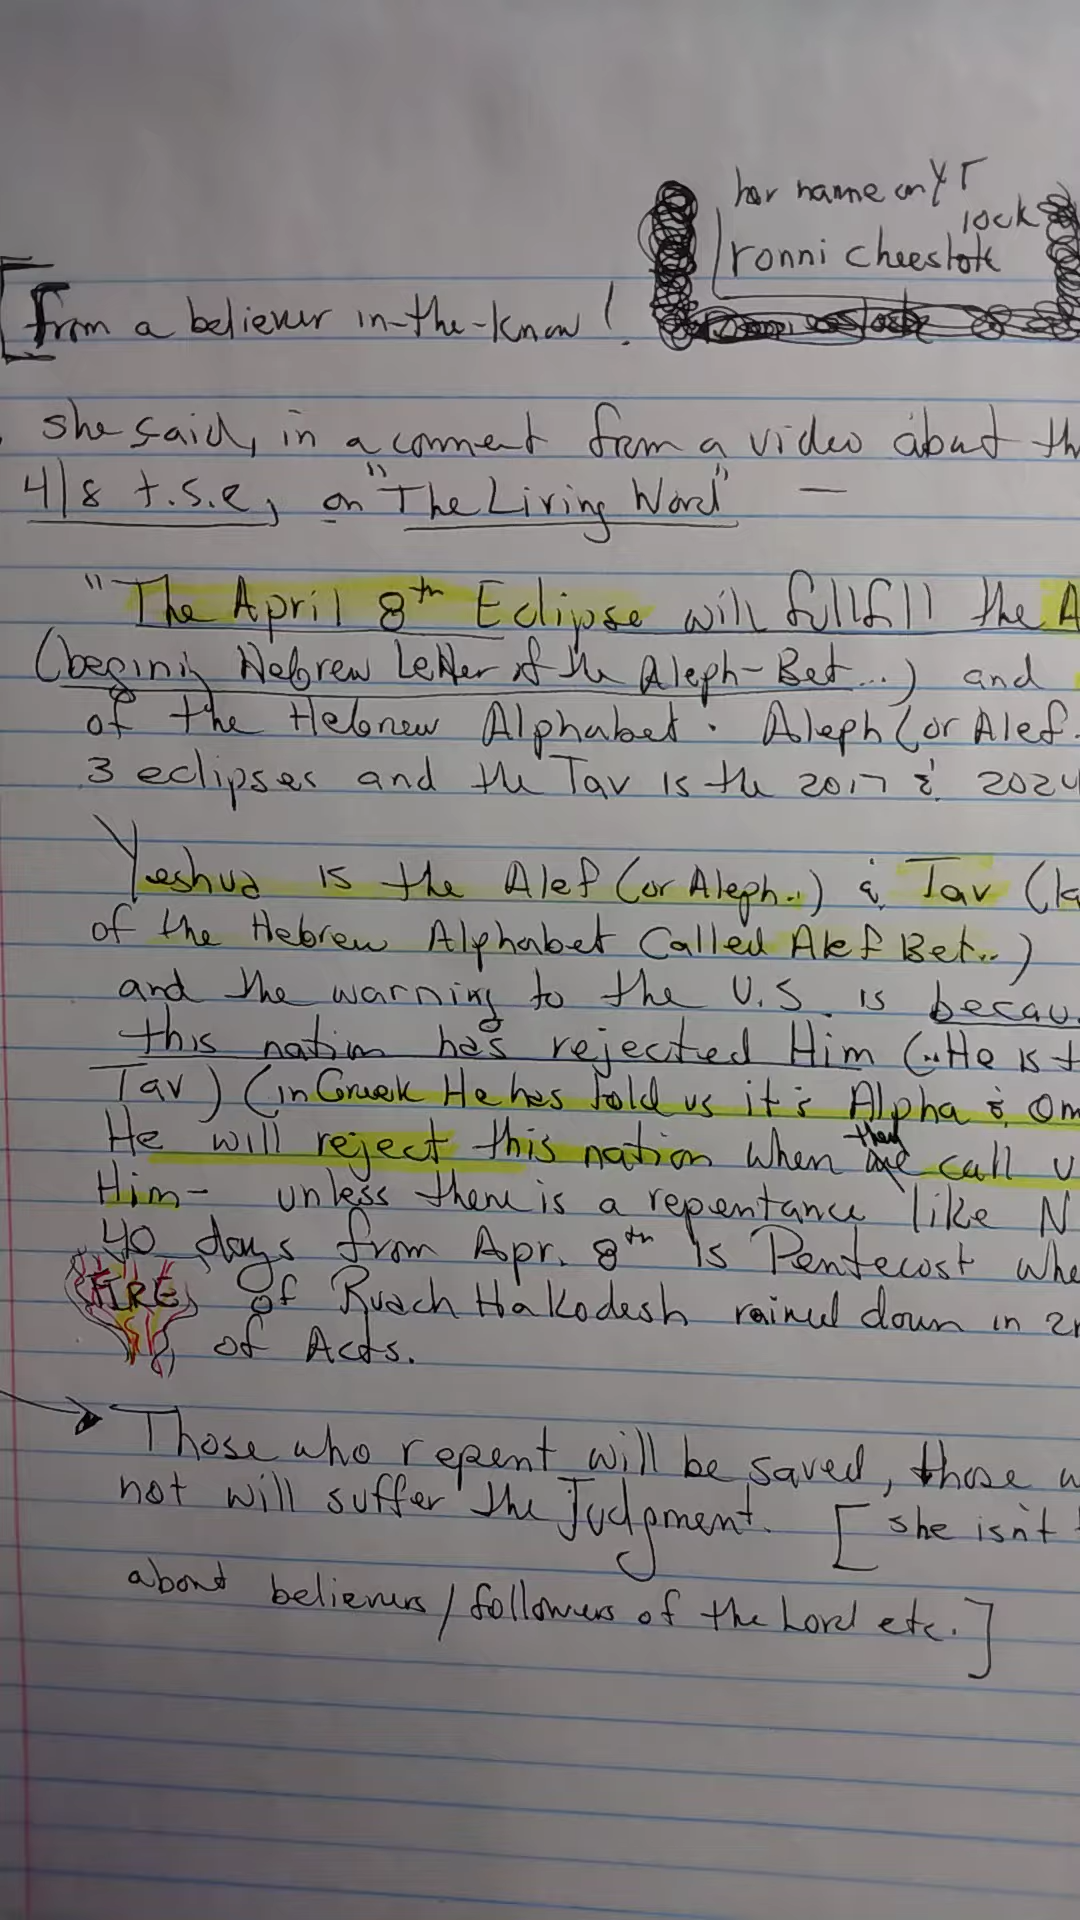 her name on YT
lock
ronni cheeslotk
[From a believer in-the-know!
she said, in a comment from a video about th
4/8 t.s.e, on "The Living Word" —
"The April 8th Eclipse will fullfill the A
(begining Hebrew Letter of the Aleph-Bet...) and
of the Hebrew Alphabet. Aleph (or Alef.
3 eclipses and the Tav is the 2017 & 2024
Yeshua is the Alef (or Aleph..) & Tav (la
of the Hebrew Alphabet Called Alef Bet..)
and the warning to the U.S. is becau
this nation has rejected Him (..He is t
Tav) (in Greek He has told us it's Alpha & Om
He will reject this nation when they call u
Him- unless there is a repentance like N
40 days from Apr. 8th is Pentecost whe
FIRE of Ruach HaKodesh rained down in 2n
of Acts.
Those who repent will be saved, those w
not will suffer the Judgment. [she isn't t
about believers/followers of the Lord etc.]